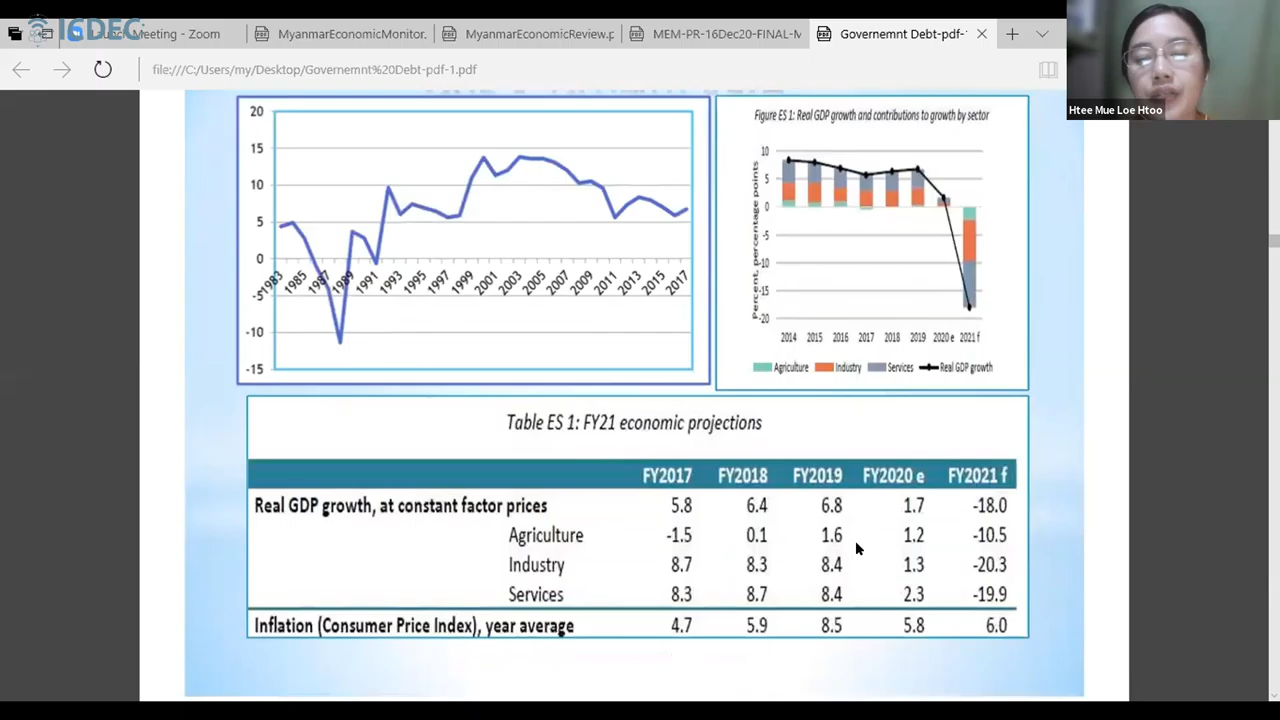 I6DEC
Launch Meeting - Zoom
MyanmarEconomicMonitor.
MyanmarEconomicReview.p
MEM-PR-16Dec20-FINAL-M
Governemnt Debt-pdf-1
file:///C:/Users/my/Desktop/Governemnt%20Debt-pdf-1.pdf
Htee Mue Loe Htoo
20
15
10
5
0
-5
-10
-15
1983
1985
1987
1989
1991
1993
1995
1997
1999
2001
2003
2005
2007
2009
2011
2013
2015
2017
Figure ES 1: Real GDP growth and contributions to growth by sector
Percent, percentage points
10
5
0
-5
-10
-15
-20
2014 2015 2016 2017 2018 2019 2020 e 2021 f
Agriculture Industry Services Real GDP growth
Table ES 1: FY21 economic projections
FY2017 FY2018 FY2019 FY2020 e FY2021 f
Real GDP growth, at constant factor prices 5.8 6.4 6.8 1.7 -18.0
Agriculture -1.5 0.1 1.6 1.2 -10.5
Industry 8.7 8.3 8.4 1.3 -20.3
Services 8.3 8.7 8.4 2.3 -19.9
Inflation (Consumer Price Index), year average 4.7 5.9 8.5 5.8 6.0